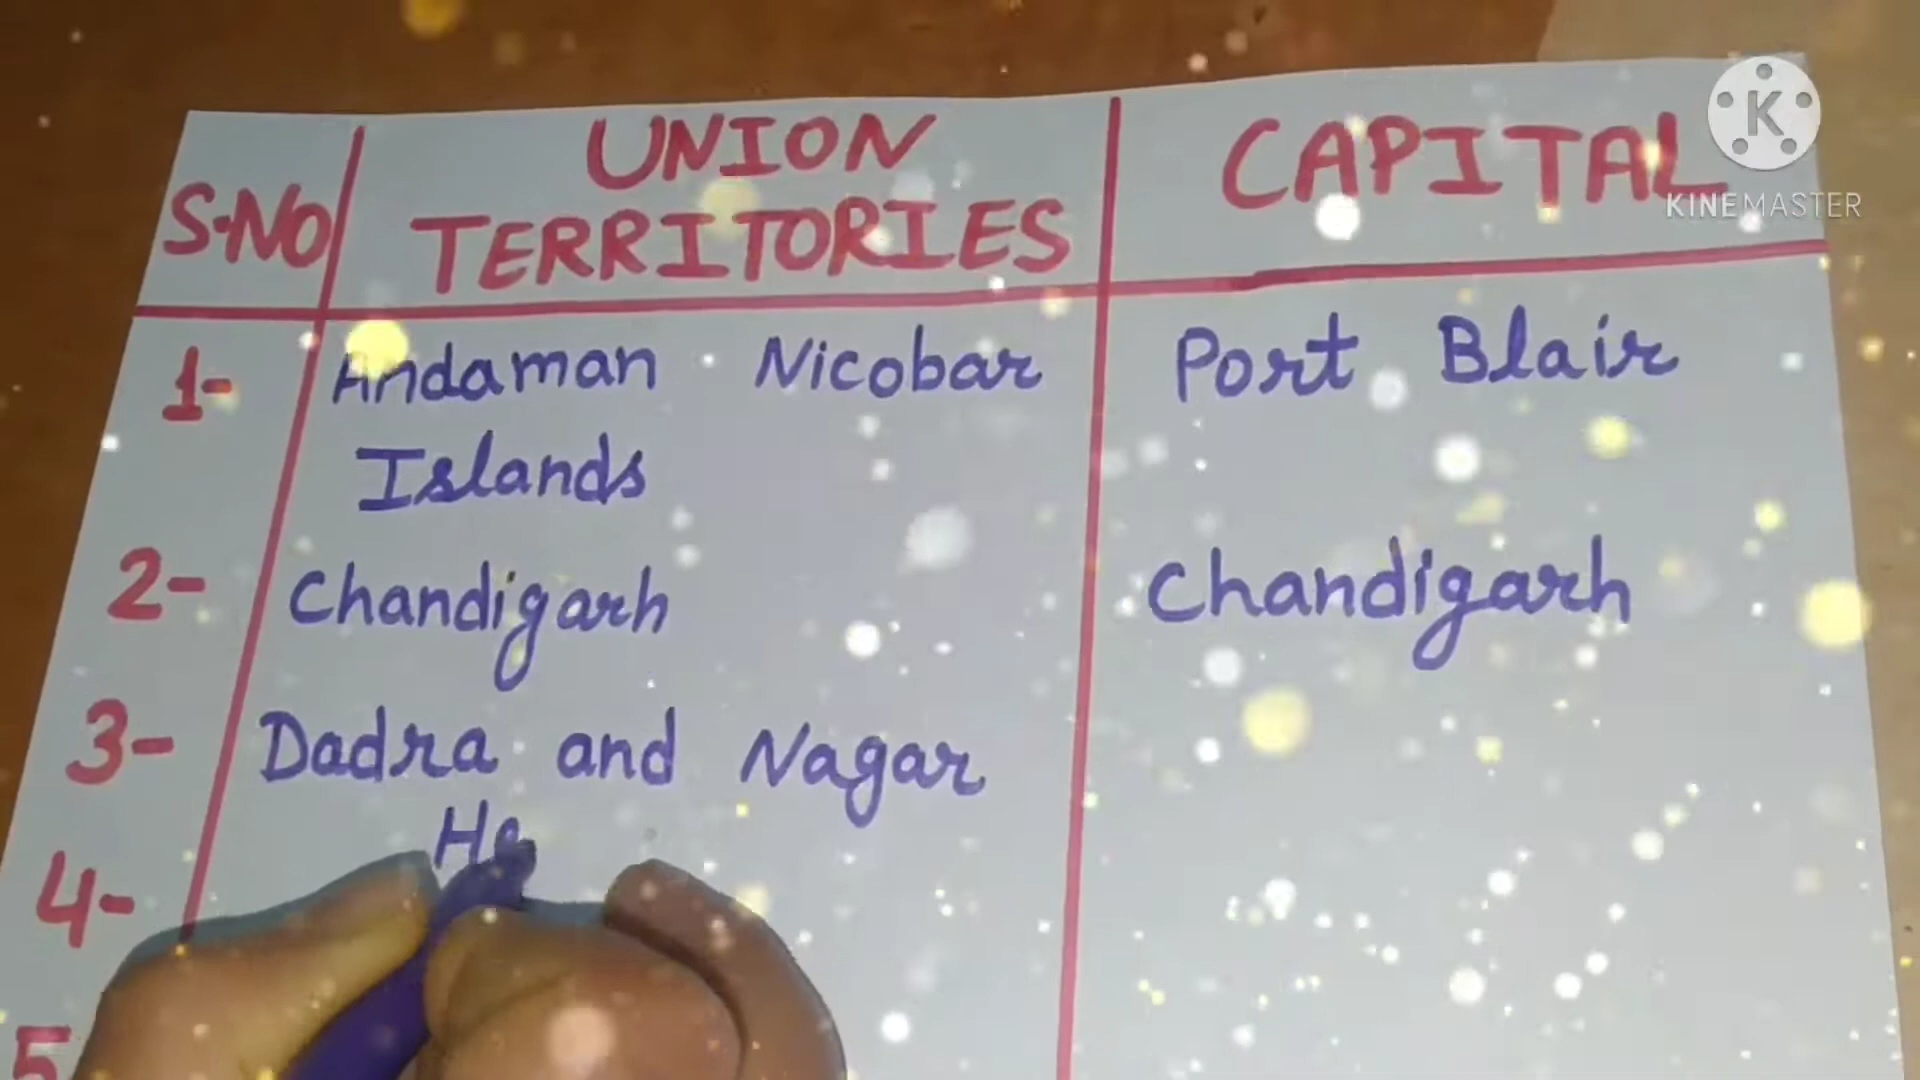 S.NO
UNION
TERRITORIES
CAPITAL
K
KINEMASTER
1- Andaman Nicobar
Islands
Port Blair
2- Chandigarh
Chandigarh
3- Dadra and Nagar
He
4-
5